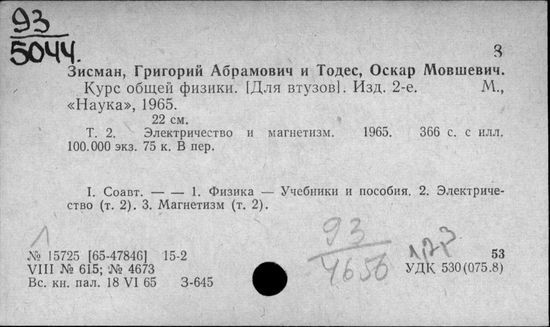 93
5044.
З
Зисман, Григорий Абрамович и Тодес, Оскар Мовшевич.
Курс общей физики. [Для втузов]. Изд. 2-е. М.,
«Наука», 1965.
22 см.
Т. 2. Электричество и магнетизм. 1965. 366 с. с илл.
100.000 экз. 75 к. В пер.
I. Соавт. — — 1. Физика — Учебники и пособия. 2. Электриче-
ство (т. 2). 3. Магнетизм (т. 2).
93
4656
1,2,3
1
№ 15725 [65-47846] 15-2
53
VIII № 615; № 4673
УДК 530(075.8)
Вс. кн. пал. 18 VI 65 З-645